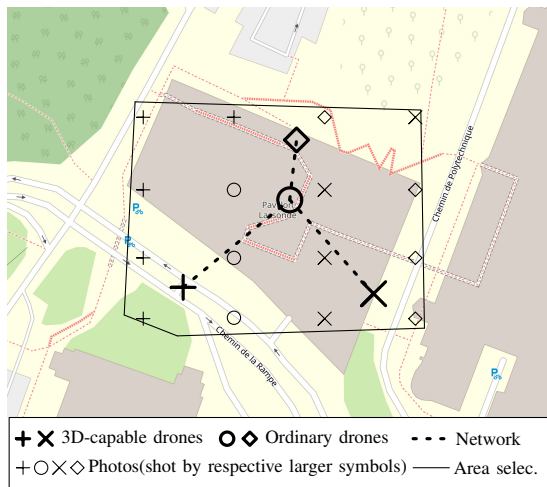 Chemin de Polytechnique
Pavillon
Lassonde
P
P
Chemin de la Rampe
P
3D-capable drones
Ordinary drones
Network
Photos(shot by respective larger symbols)
Area selec.